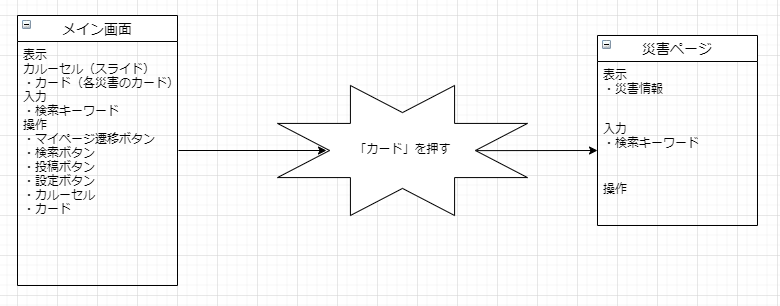 メイン画面
表示
カルーセル（スライド）
・カード（各災害のカード）
入力
・検索キーワード
操作
・マイページ遷移ボタン
・検索ボタン
・投稿ボタン
・設定ボタン
・カルーセル
・カード
「カード」を押す
災害ページ
表示
・災害情報
入力
・検索キーワード
操作